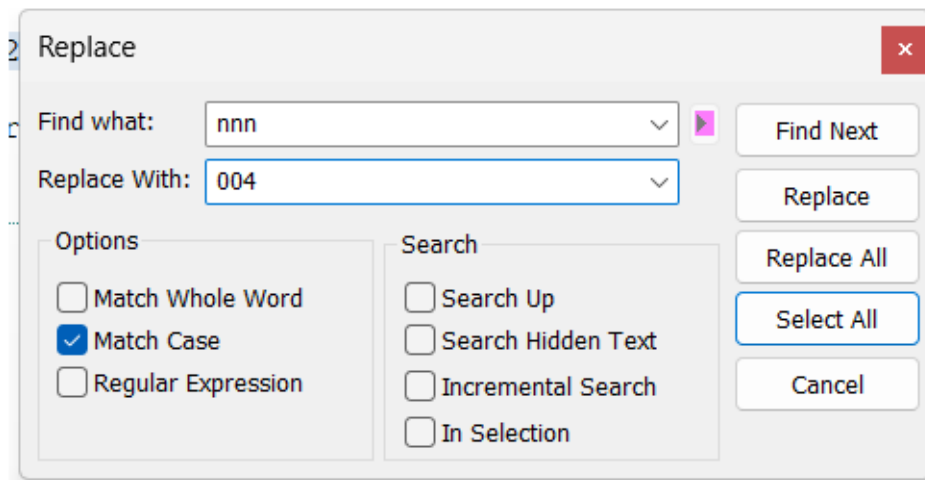 2
Replace
Find what:
nnn
Find Next
Replace With:
004
Replace
Options
Search
Replace All
Match Whole Word
Search Up
Select All
Match Case
Search Hidden Text
Regular Expression
Incremental Search
Cancel
In Selection